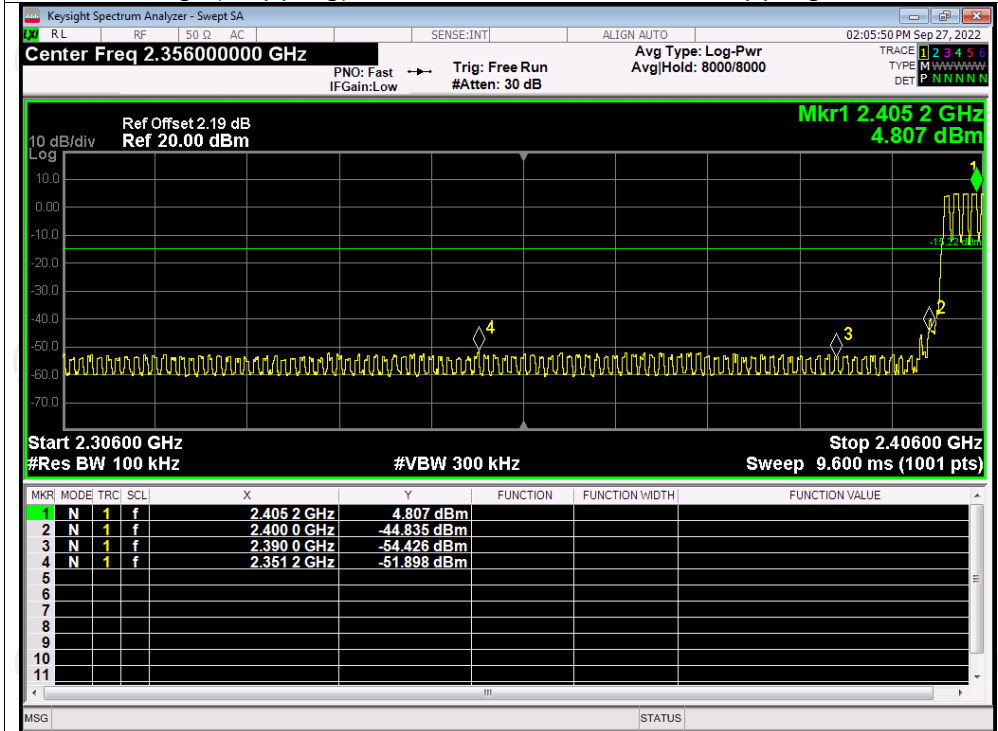 Keysight Spectrum Analyzer - Swept SA
LXI RL RF 50 Ω AC SENSE:INT ALIGN AUTO 02:05:50 PM Sep 27, 2022
Center Freq 2.356000000 GHz
PNO: Fast
IFGain:Low
Trig: Free Run
#Atten: 30 dB
Avg Type: Log-Pwr
Avg|Hold: 8000/8000
TRACE 1 2 3 4 5 6
TYPE M WWWWW
DET P N N N N N
Mkr1 2.405 2 GHz
4.807 dBm
Ref Offset 2.19 dB
10 dB/div Ref 20.00 dBm
Log
1
10.0
0.00
-10.0
-15.22 dBm
-20.0
-30.0
-40.0
2
4
3
-50.0
-60.0
-70.0
Start 2.30600 GHz Stop 2.40600 GHz
#Res BW 100 kHz #VBW 300 kHz Sweep 9.600 ms (1001 pts)
MKR MODE TRC SCL X Y FUNCTION FUNCTION WIDTH FUNCTION VALUE
1 N 1 f 2.405 2 GHz 4.807 dBm
2 N 1 f 2.400 0 GHz -44.835 dBm
3 N 1 f 2.390 0 GHz -54.426 dBm
4 N 1 f 2.351 2 GHz -51.898 dBm
5
6
7
8
9
10
11
MSG STATUS